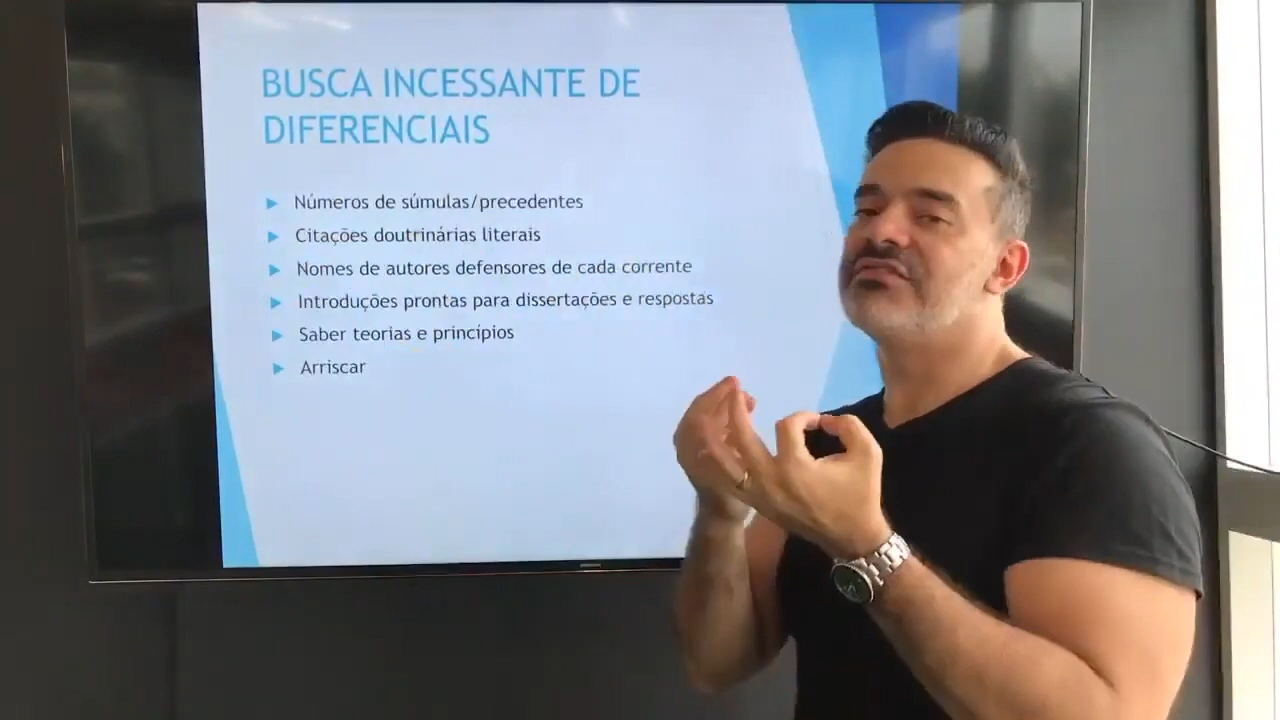 BUSCA INCESSANTE DE
DIFERENCIAIS
Números de súmulas/precedentes
Citações doutrinárias literais
Nomes de autores defensores de cada corrente
Introduções prontas para dissertações e respostas
Saber teorias e princípios
Arriscar